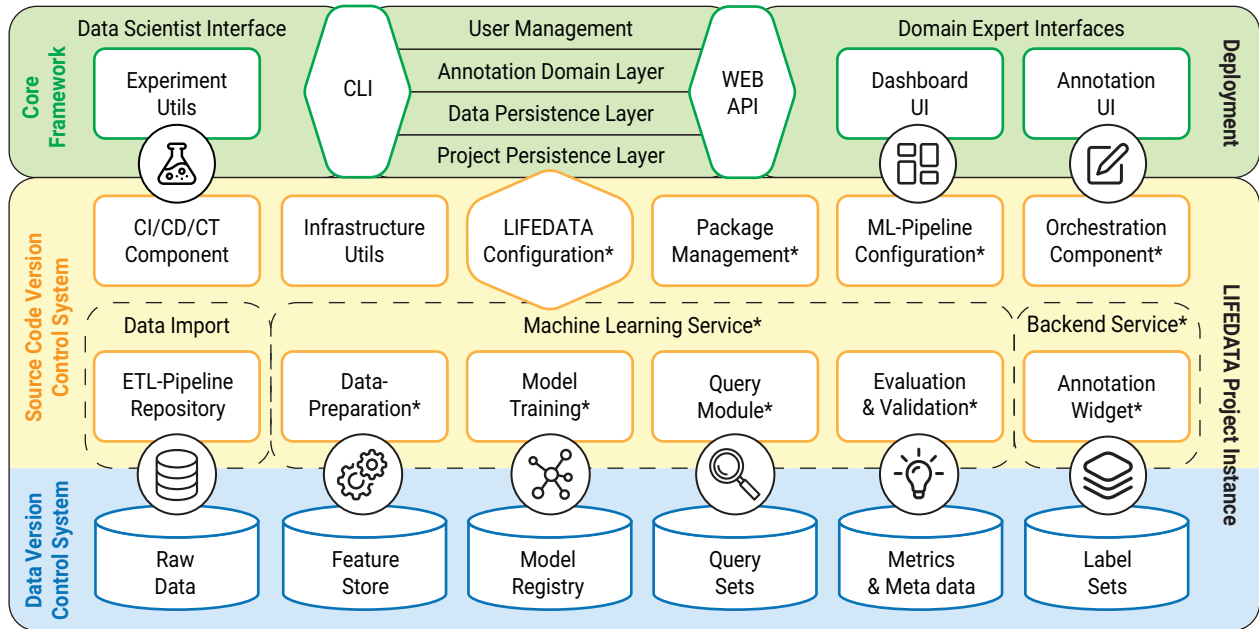 Data Scientist Interface
User Management
Domain Expert Interfaces
Core
Framework
Experiment
Utils
CLI
Annotation Domain Layer
Data Persistence Layer
Project Persistence Layer
WEB
API
Dashboard
UI
Annotation
UI
Deployment
Source Code Version
Control System
CI/CD/CT
Component
Infrastructure
Utils
LIFEDATA
Configuration*
Package
Management*
ML-Pipeline
Configuration*
Orchestration
Component*
LIFEDATA Project Instance
Data Import
Machine Learning Service*
Backend Service*
ETL-Pipeline
Repository
Data-
Preparation*
Model
Training*
Query
Module*
Evaluation
& Validation*
Annotation
Widget*
Data Version
Control System
Raw
Data
Feature
Store
Model
Registry
Query
Sets
Metrics
& Meta data
Label
Sets